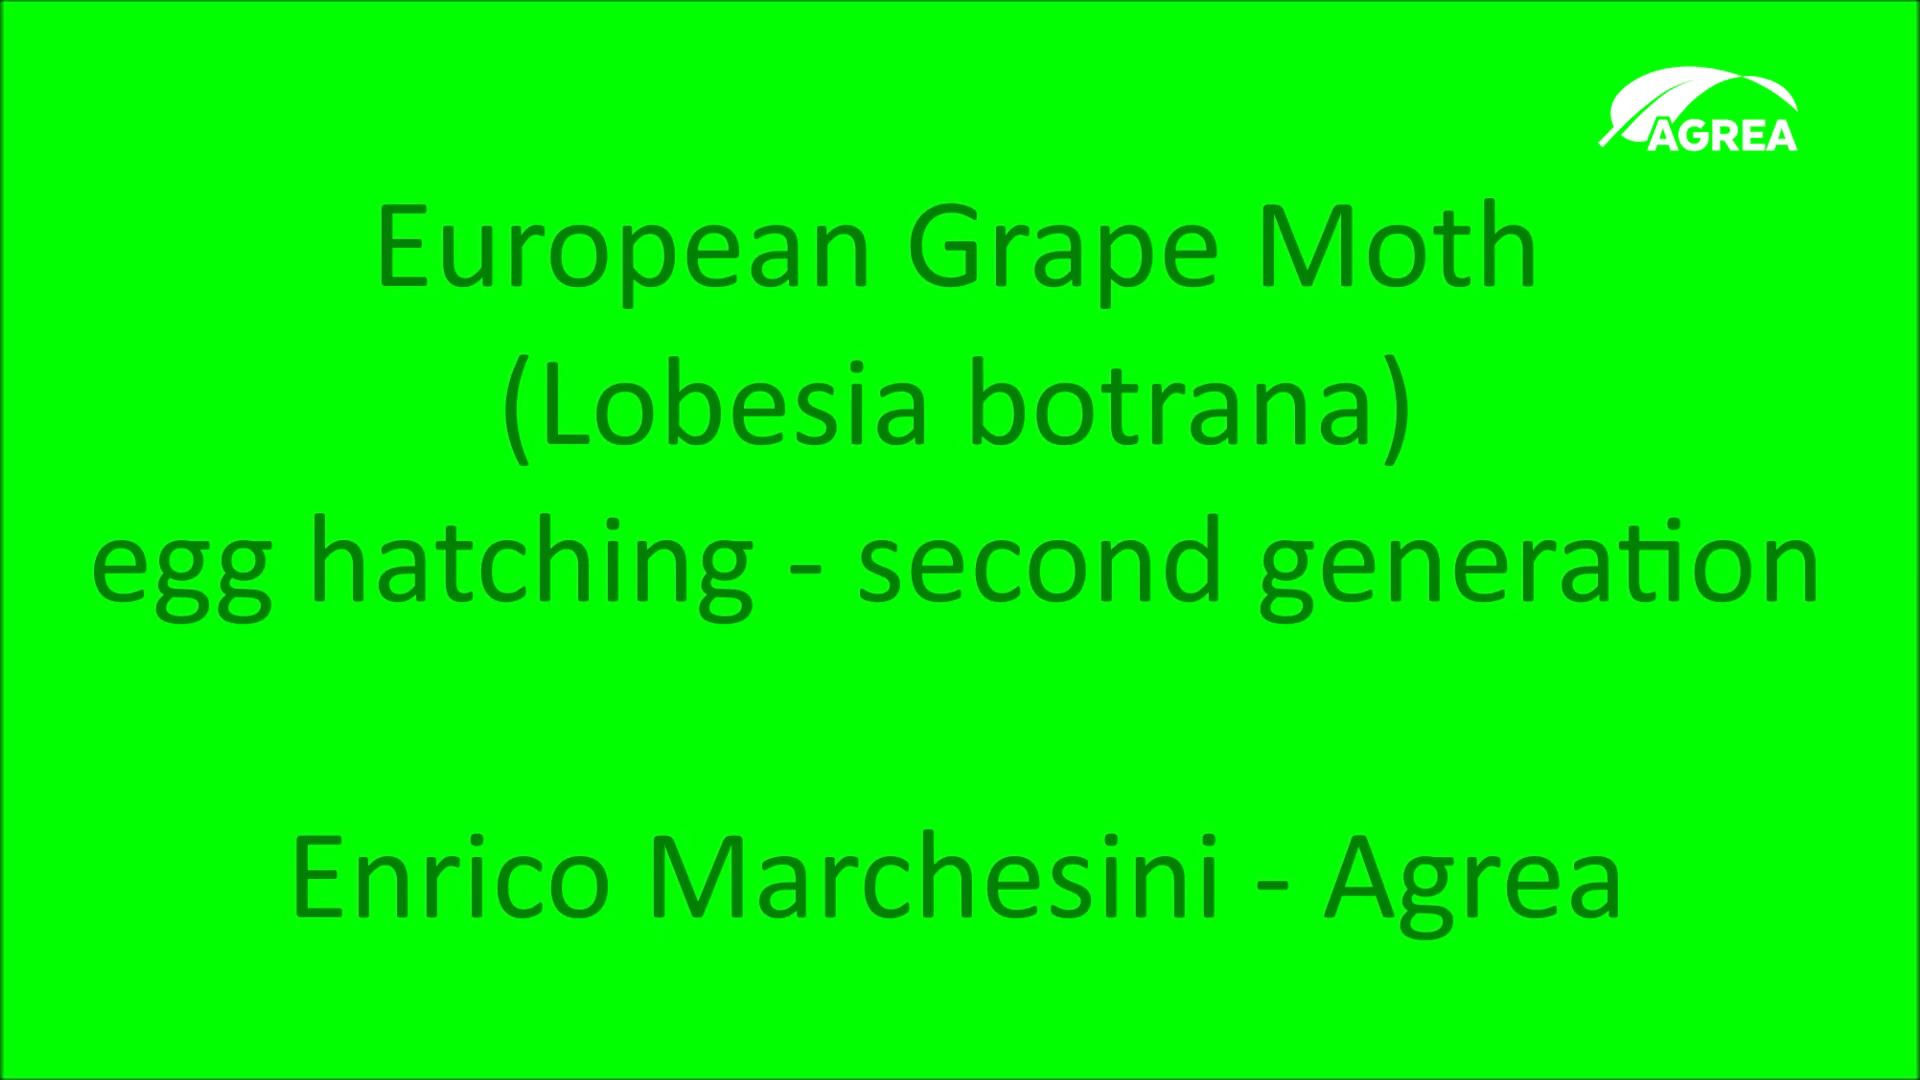 AGREA
European Grape Moth
(Lobesia botrana)
egg hatching - second generation
Enrico Marchesini - Agrea